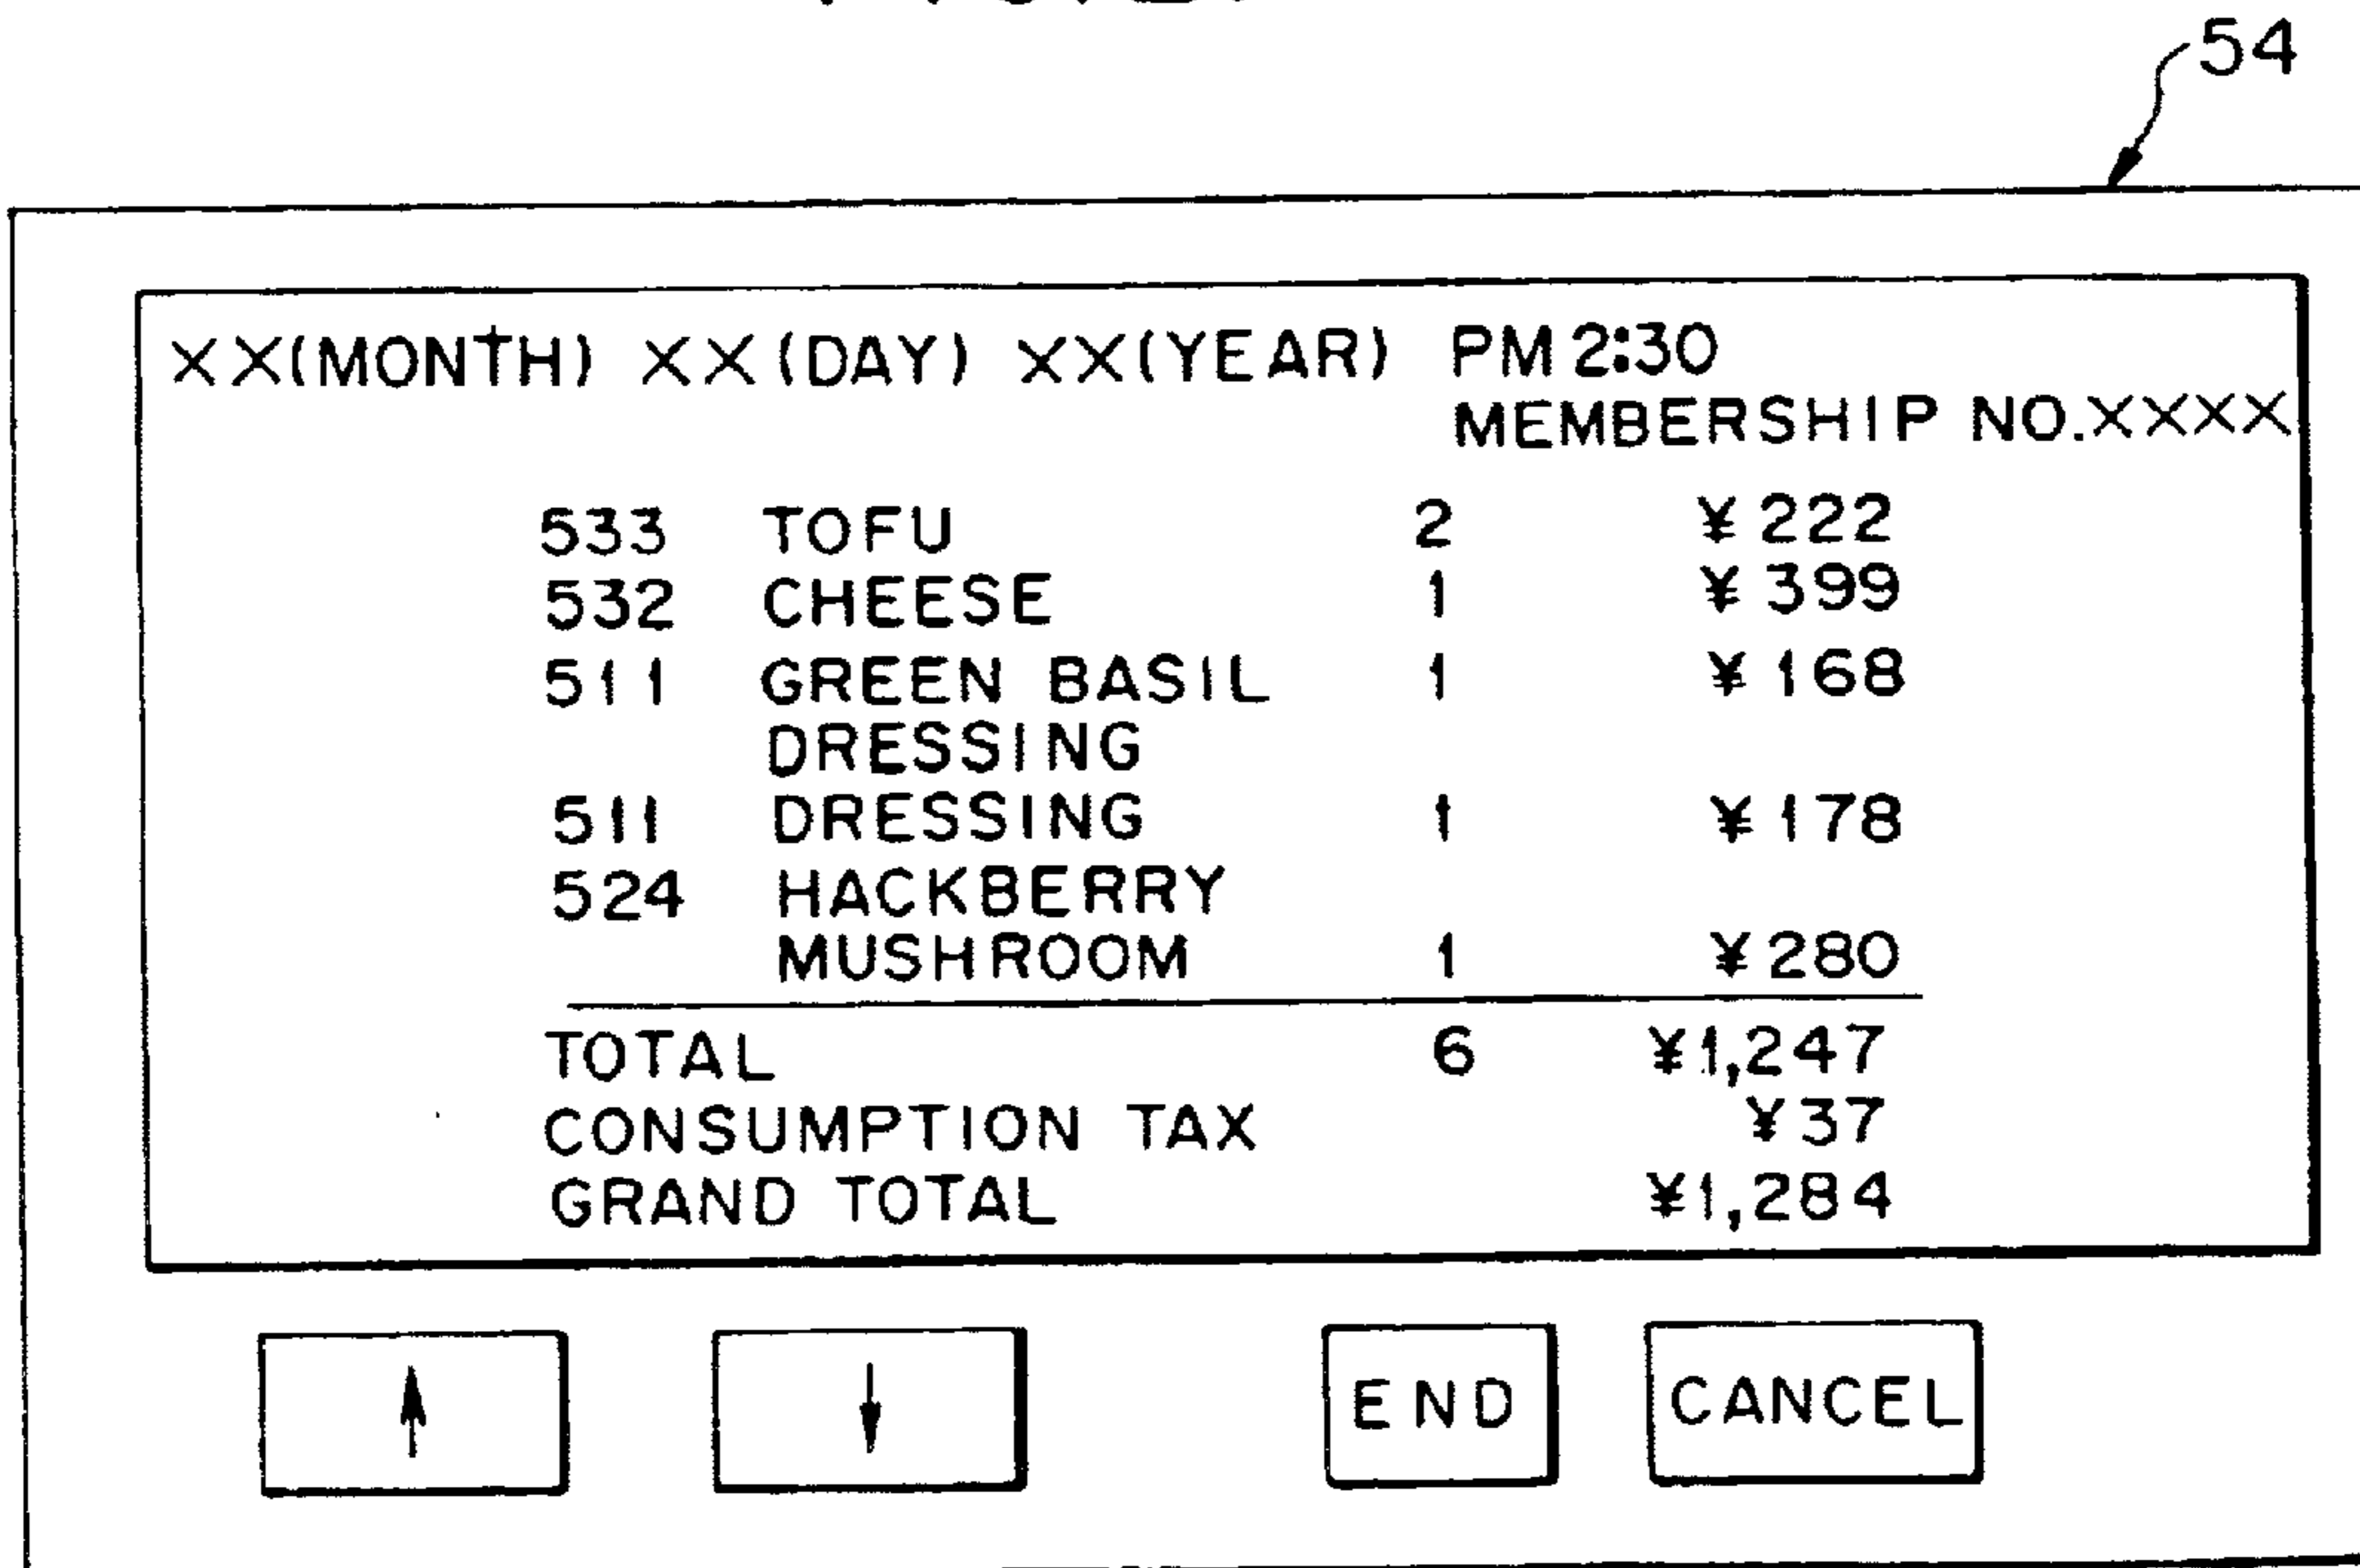 54
XX(MONTH) XX(DAY) XX(YEAR) PM 2:30
MEMBERSHIP NO.XXXX
533 TOFU 2 ¥222
532 CHEESE 1 ¥399
511 GREEN BASIL 1 ¥168
DRESSING
511 DRESSING 1 ¥178
524 HACKBERRY
MUSHROOM 1 ¥280
TOTAL 6 ¥1,247
CONSUMPTION TAX ¥37
GRAND TOTAL ¥1,284
↑ ↓ END CANCEL